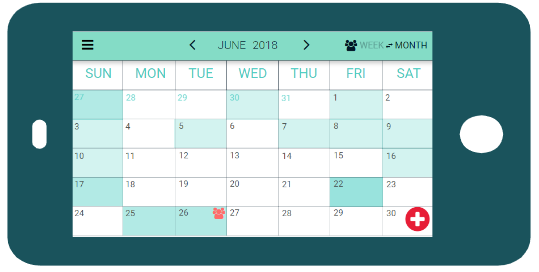 JUNE 2018 WEEK MONTH
SUN MON TUE WED THU FRI SAT
27 28 29 30 31 1 2
3 4 5 6 7 8 9
10 11 12 13 14 15 16
17 18 19 20 21 22 23
24 25 26 27 28 29 30